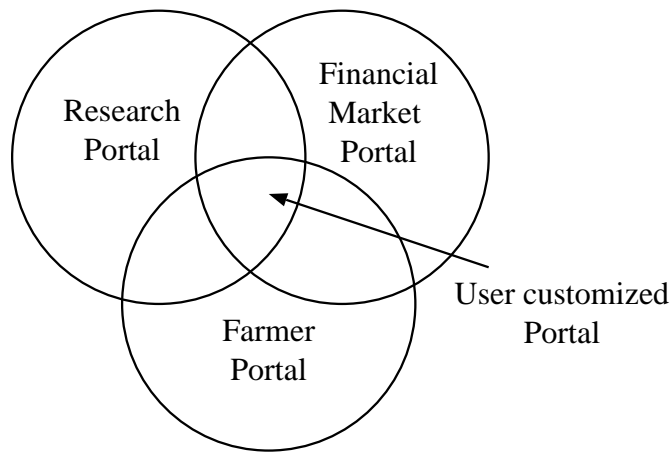 Research
Portal
Financial
Market
Portal
User customized
Portal
Farmer
Portal